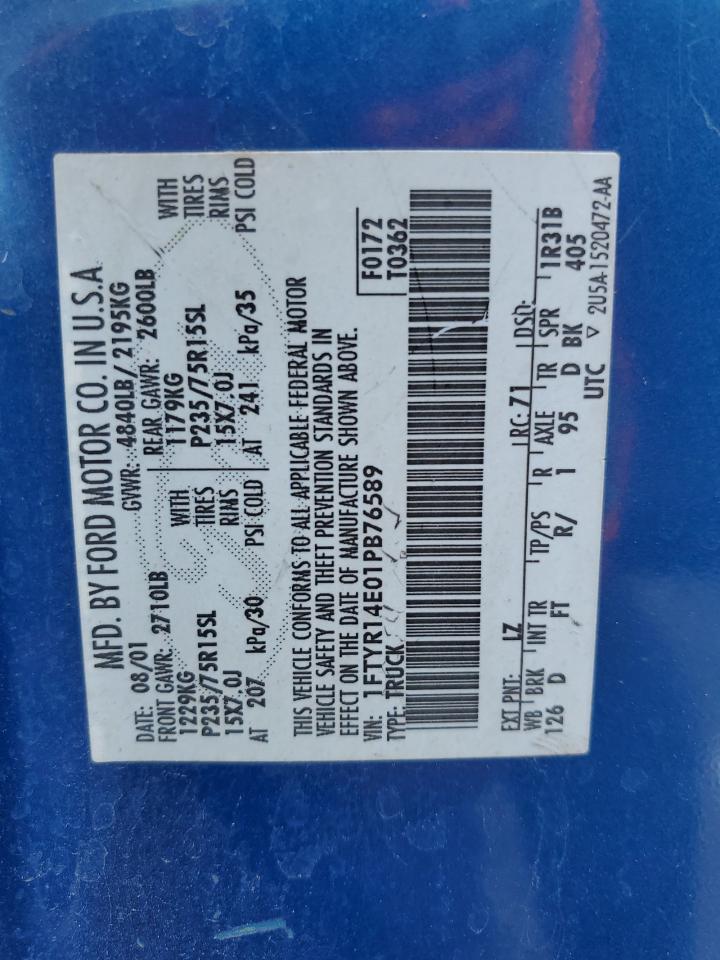 MFD. BY FORD MOTOR CO. IN U.S.A
DATE: 08/01 GVWR: 4840LB/ 2195KG
FRONT GAWR: 2710LB REAR GAWR: 2600LB
1229KG WITH 1179KG WITH
P235/75R15SL TIRES P235/75R15SL TIRES
15X7.0J RIMS 15X7.0J RIMS
AT 207 kPa/30 PSI COLD AT 241 kPa/35 PSI COLD
THIS VEHICLE CONFORMS TO ALL APPLICABLE FEDERAL MOTOR
VEHICLE SAFETY AND THEFT PREVENTION STANDARDS IN
EFFECT ON THE DATE OF MANUFACTURE SHOWN ABOVE.
VIN: 1FTYR14E01PB76589 F0172
TYPE: TRUCK T0362
EXT PNT: LZ RC: 71 DSO:
WB BRK INT TR TP/PS R AXLE TR SPR 1R31B
126 D FT R/ 1 95 D BK 405
UTC ▽ 2U5A-1520472-AA